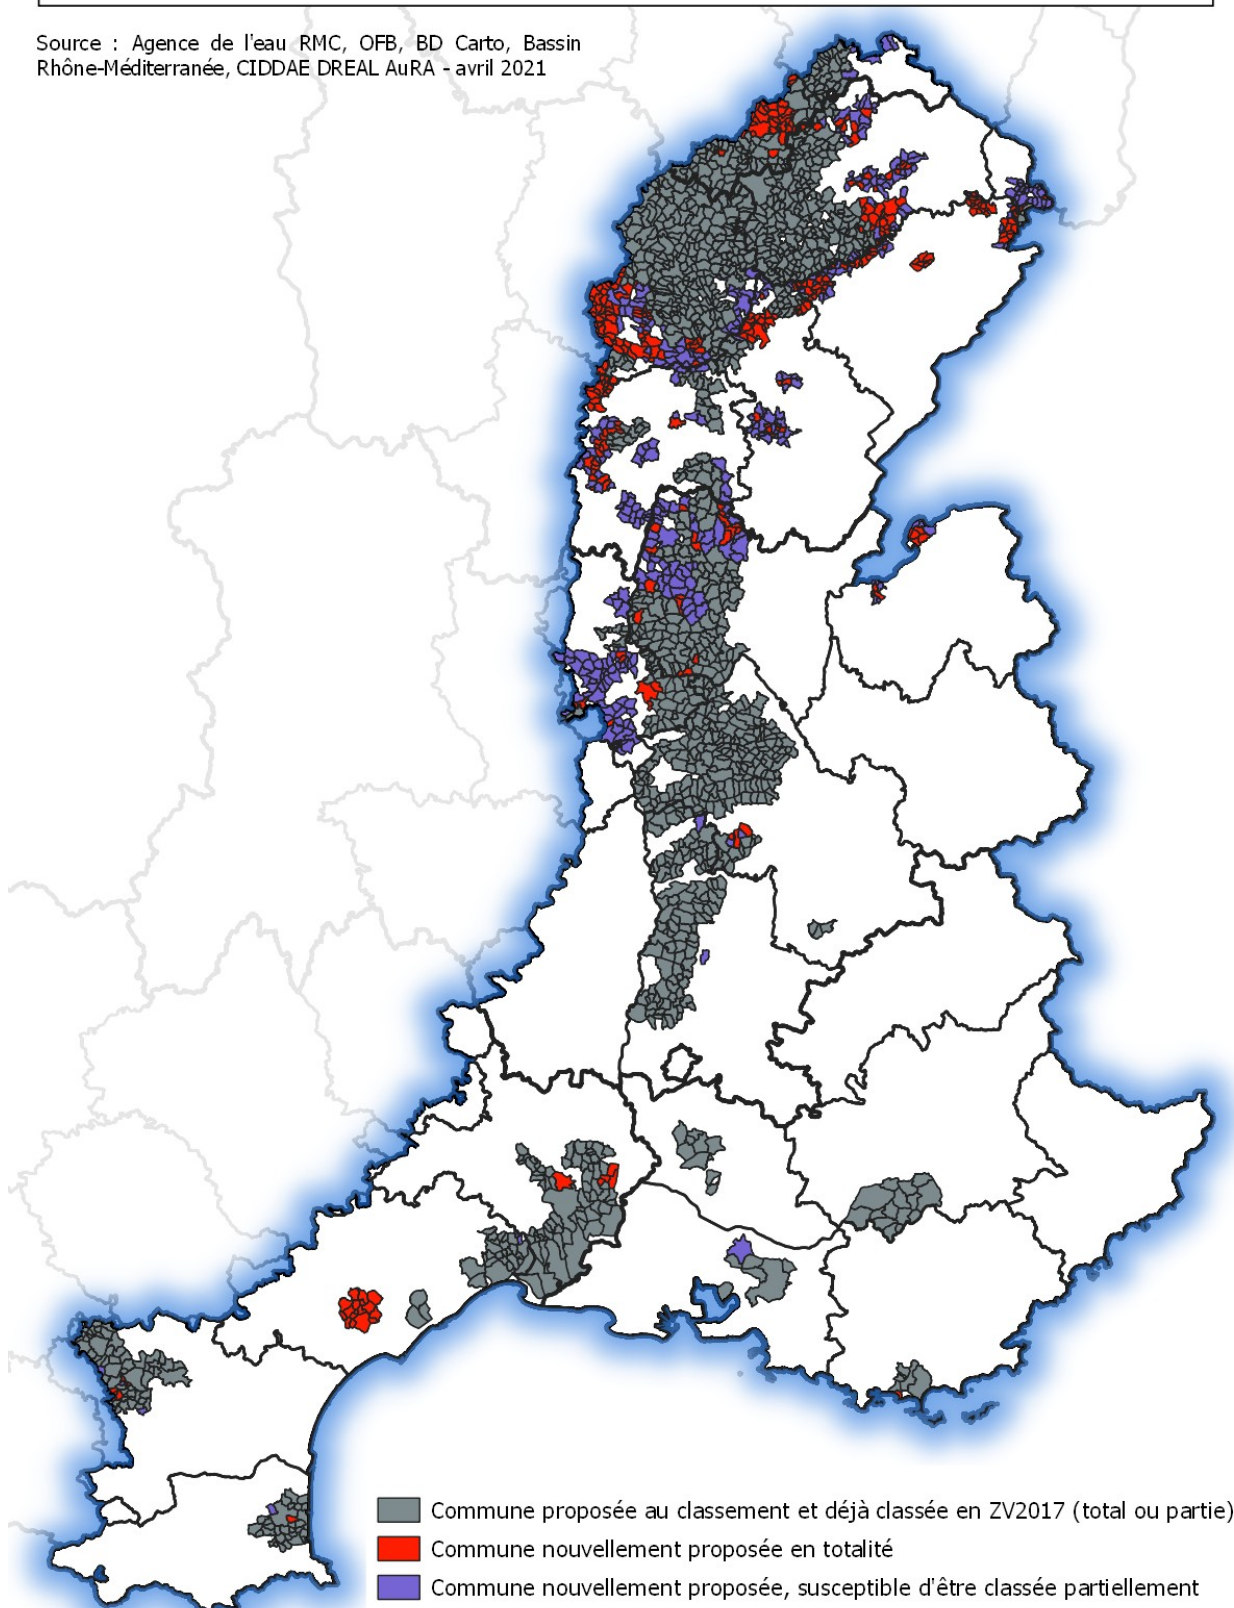 Source : Agence de l'eau RMC, OFB, BD Carto, Bassin
Rhône-Méditerranée, CIDDAE DREAL AuRA - avril 2021
Commune proposée au classement et déjà classée en ZV2017 (total ou partie)
Commune nouvellement proposée en totalité
Commune nouvellement proposée, susceptible d'être classée partiellement